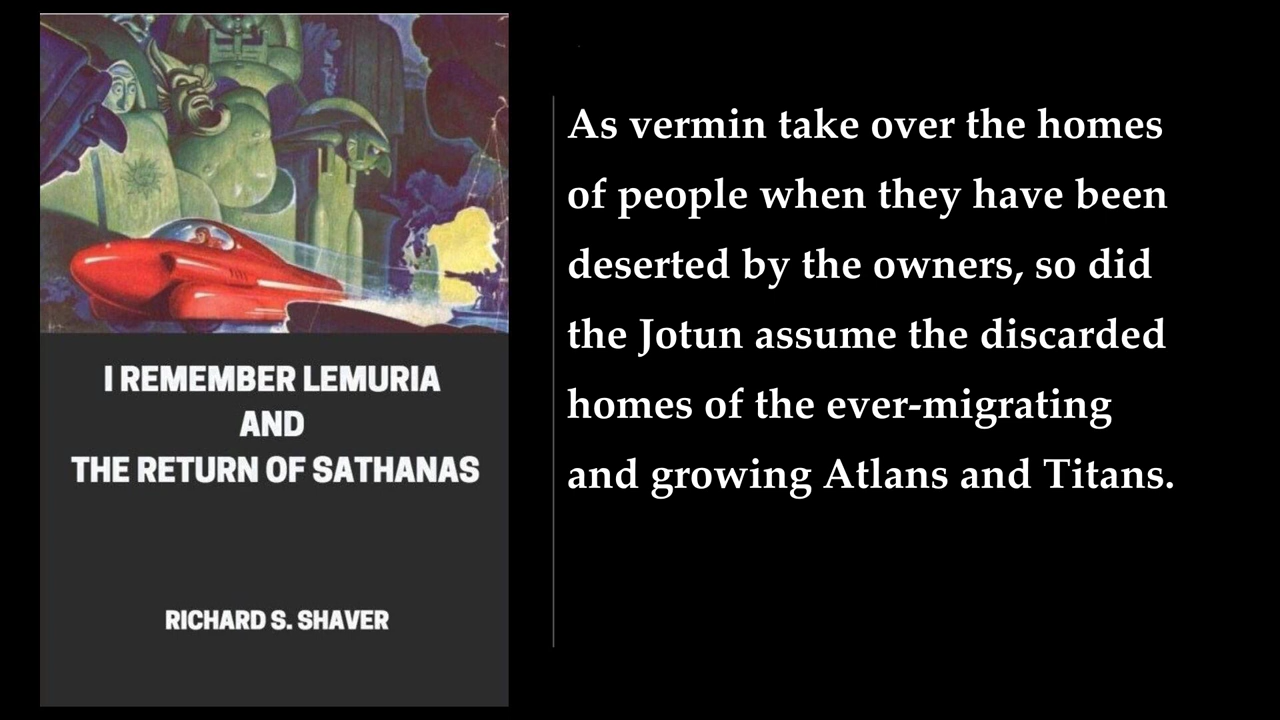 I REMEMBER LEMURIA
AND
THE RETURN OF SATHANAS
RICHARD S. SHAVER
As vermin take over the homes
of people when they have been
deserted by the owners, so did
the Jotun assume the discarded
homes of the ever-migrating
and growing Atlans and Titans.